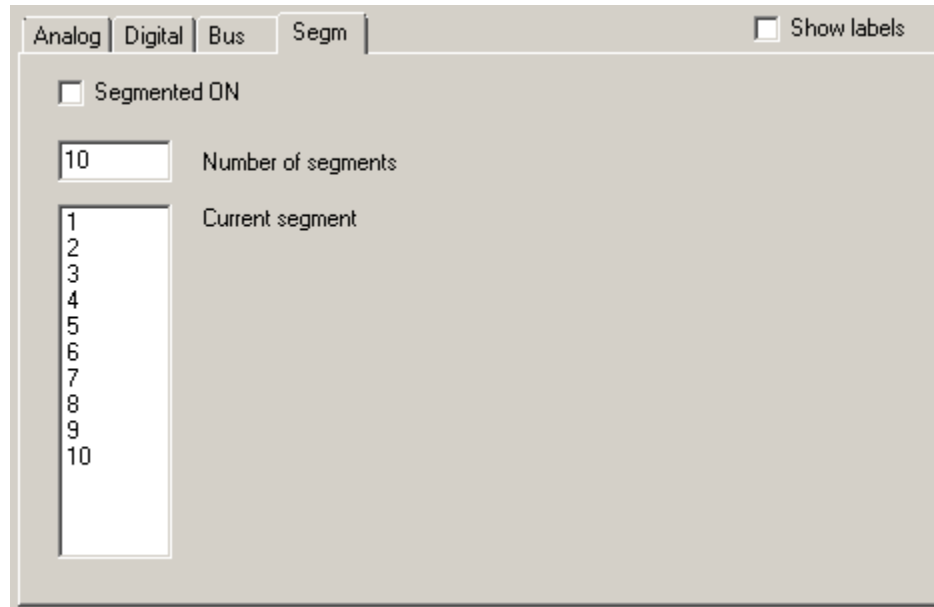 Analog Digital Bus Segm Show labels
Segmented ON
10 Number of segments
1 Current segment
2
3
4
5
6
7
8
9
10